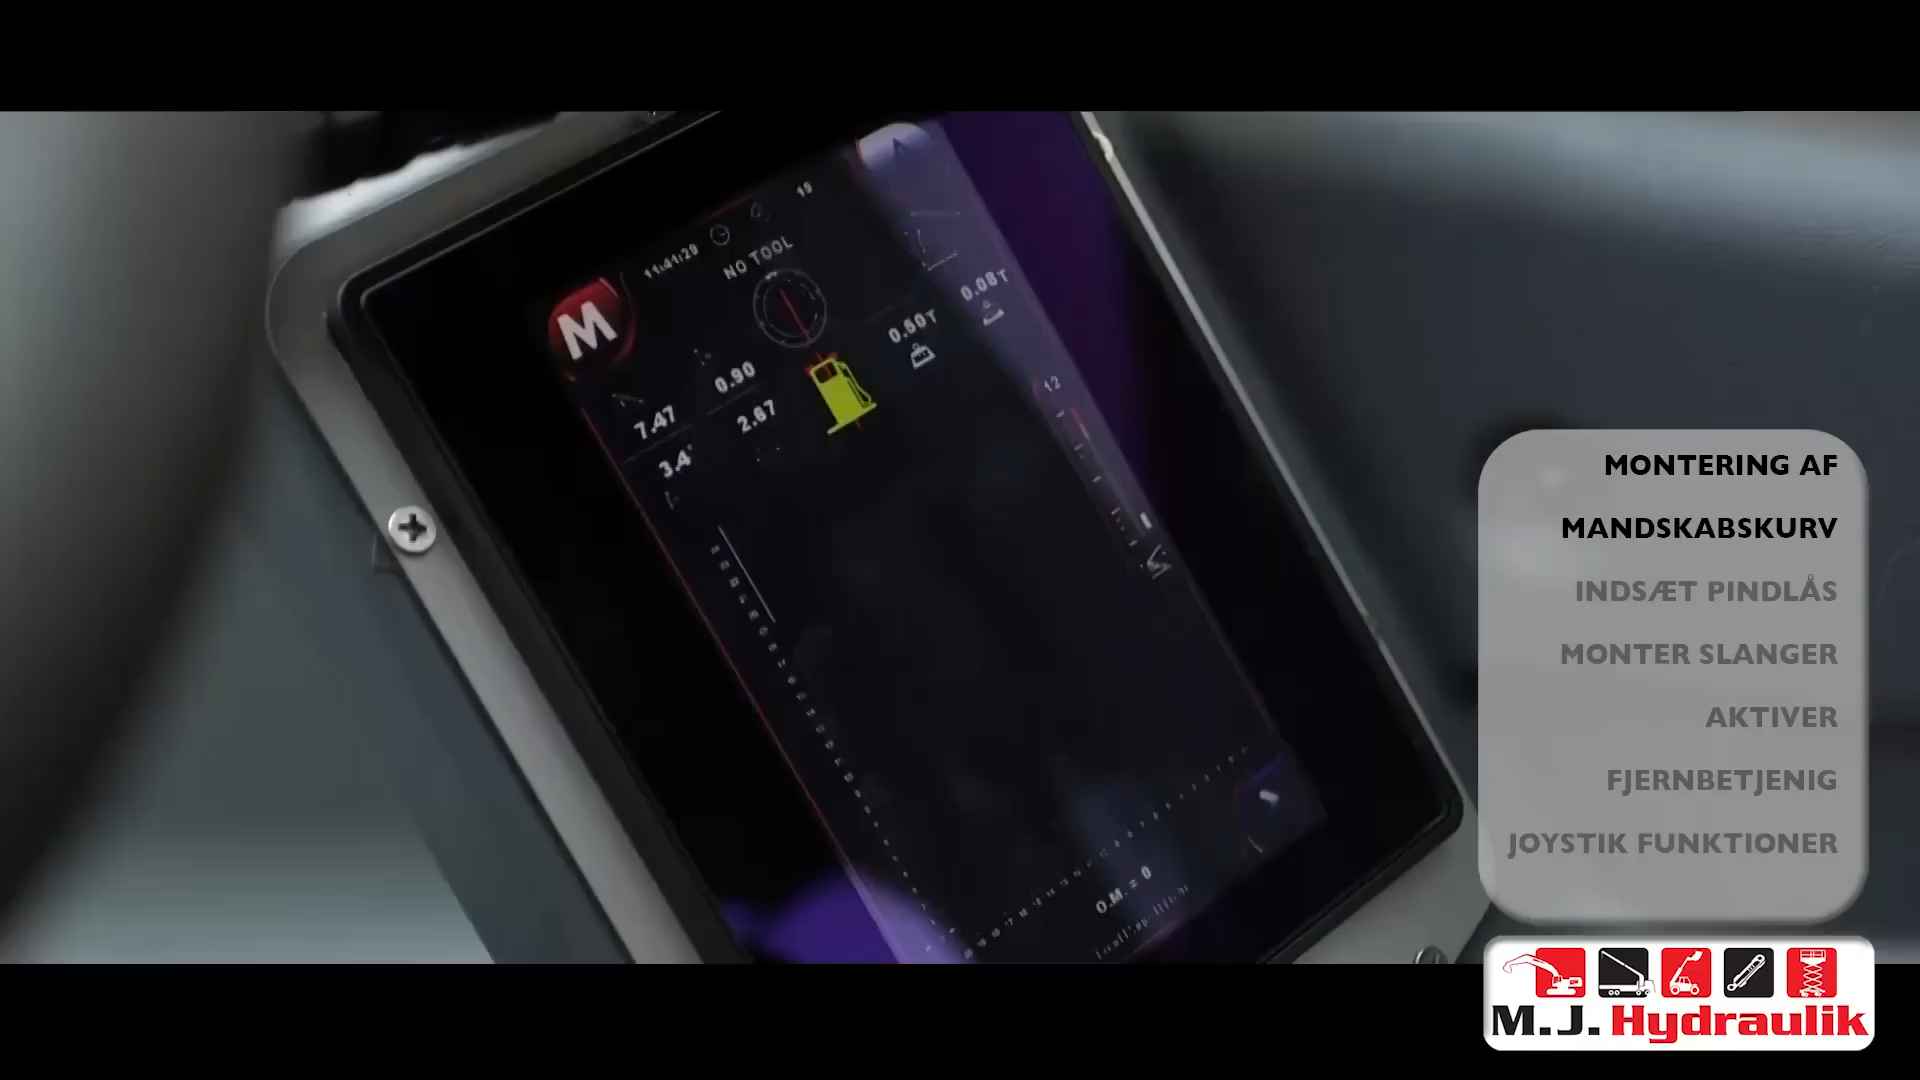 19
11:41:29
NO TOOL
M
0.08T
0.90
0.50T
7.47
2.67
3.4°
12
O.M. = 0
MONTERING AF
MANDSKABSKURV
INDSÆT PINDLÅS
MONTER SLANGER
AKTIVER
FJERNBETJENIG
JOYSTIK FUNKTIONER
M.J. Hydraulik